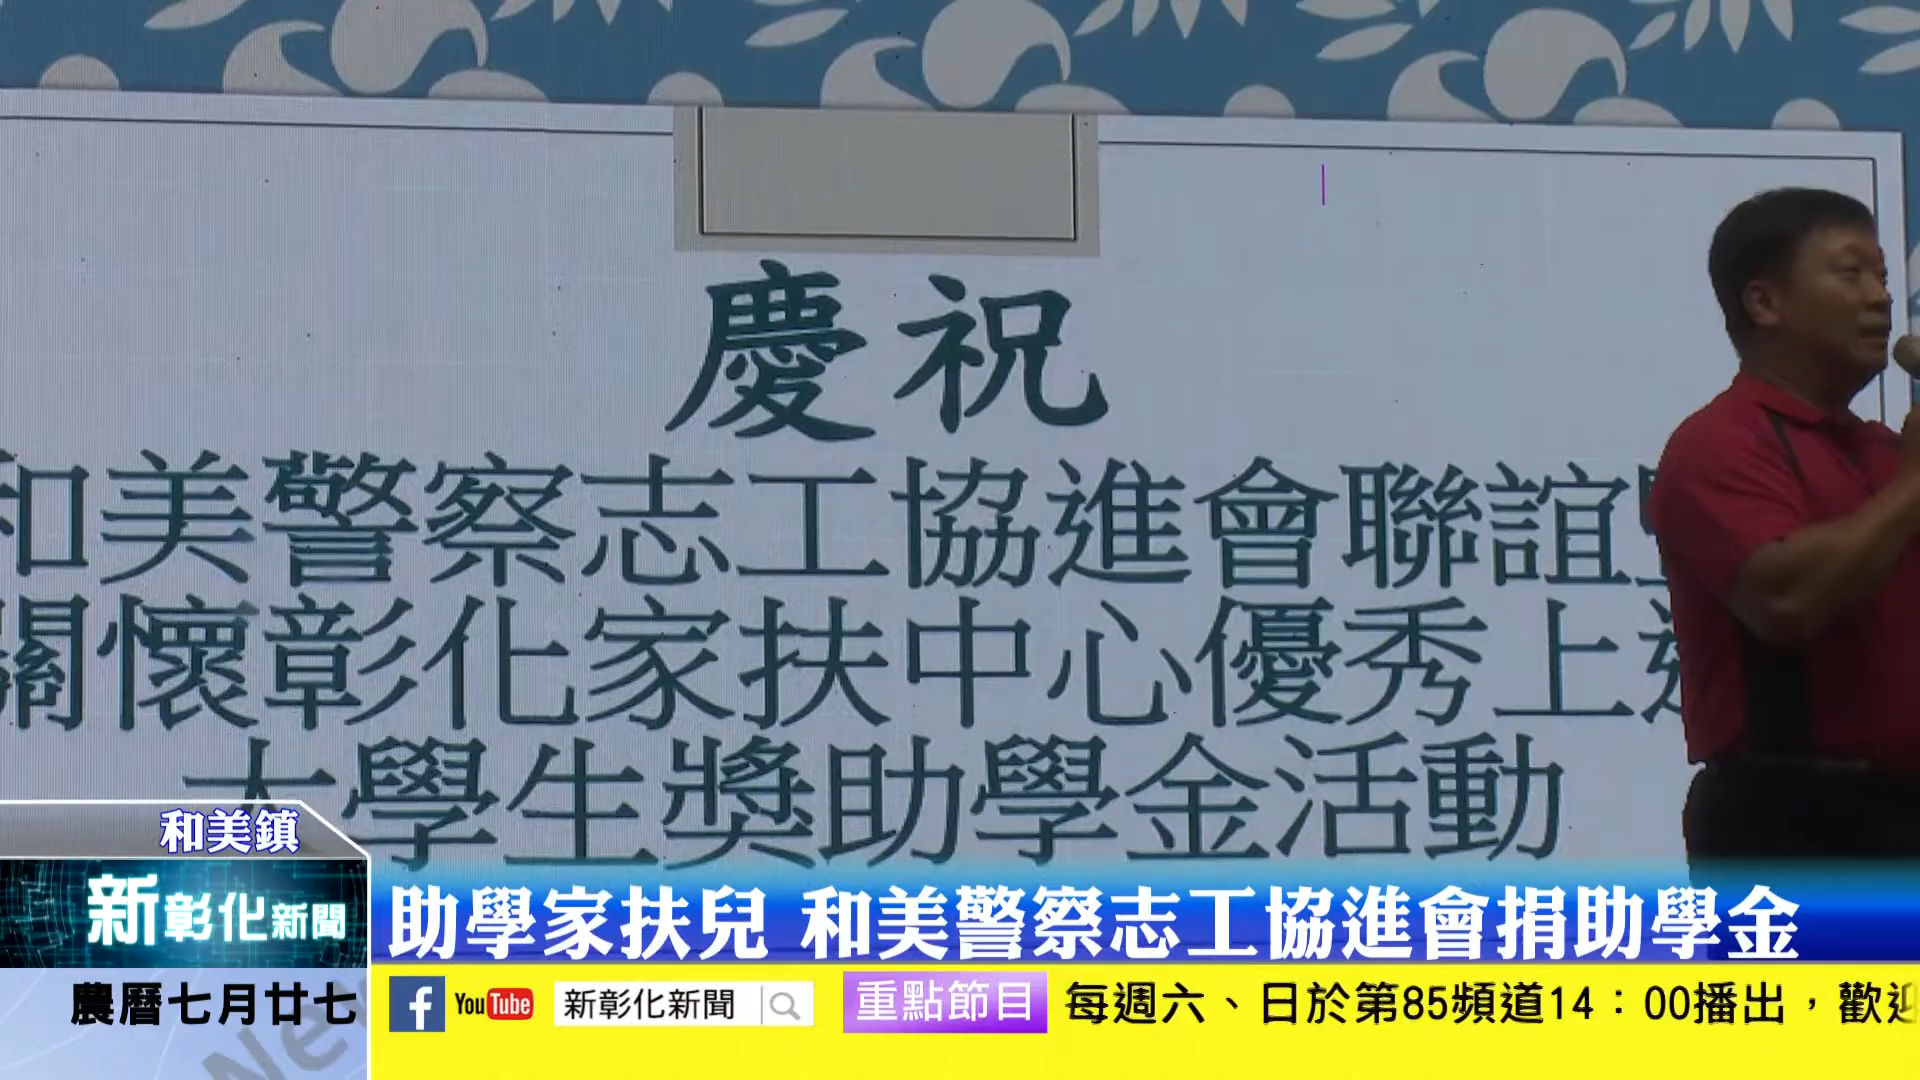 慶祝
和美警察志工協進會聯誼
關懷彰化家扶中心優秀上
大學生獎助學金活動
和美鎮
新彰化新聞
助學家扶兒 和美警察志工協進會捐助學金
農曆七月廿七
f YouTube 新彰化新聞 重點節目 每週六、日於第85頻道14：00播出，歡迎